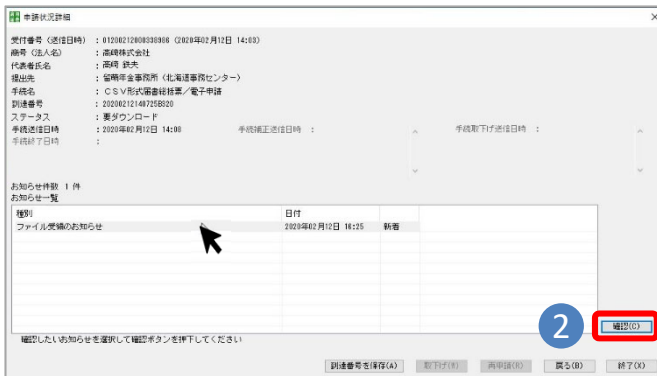 申請状況詳細
受付番号（送信日時） ：01200212008338986（2020年02月12日 14:03）
商号（法人名） ：高崎株式会社
代表者氏名 ：高崎 鉄夫
提出先 ：留萌年金事務所（北海道事務センター）
手続名 ：ＣＳＶ形式届書総括票／電子申請
到達番号 ：20200212140725B320
ステータス ：要ダウンロード
手続送信日時 ：2020年02月12日 14:08 手続補正送信日時 ： 手続取下げ送信日時 ：
手続終了日時 ：
お知らせ件数 1 件
お知らせ一覧
種別 日付
ファイル受領のお知らせ 2020年02月12日 16:25 新着
2
確認(C)
確認したいお知らせを選択して確認ボタンを押下してください
到達番号を保存(A) 取下げ(W) 再申請(R) 戻る(B) 終了(X)